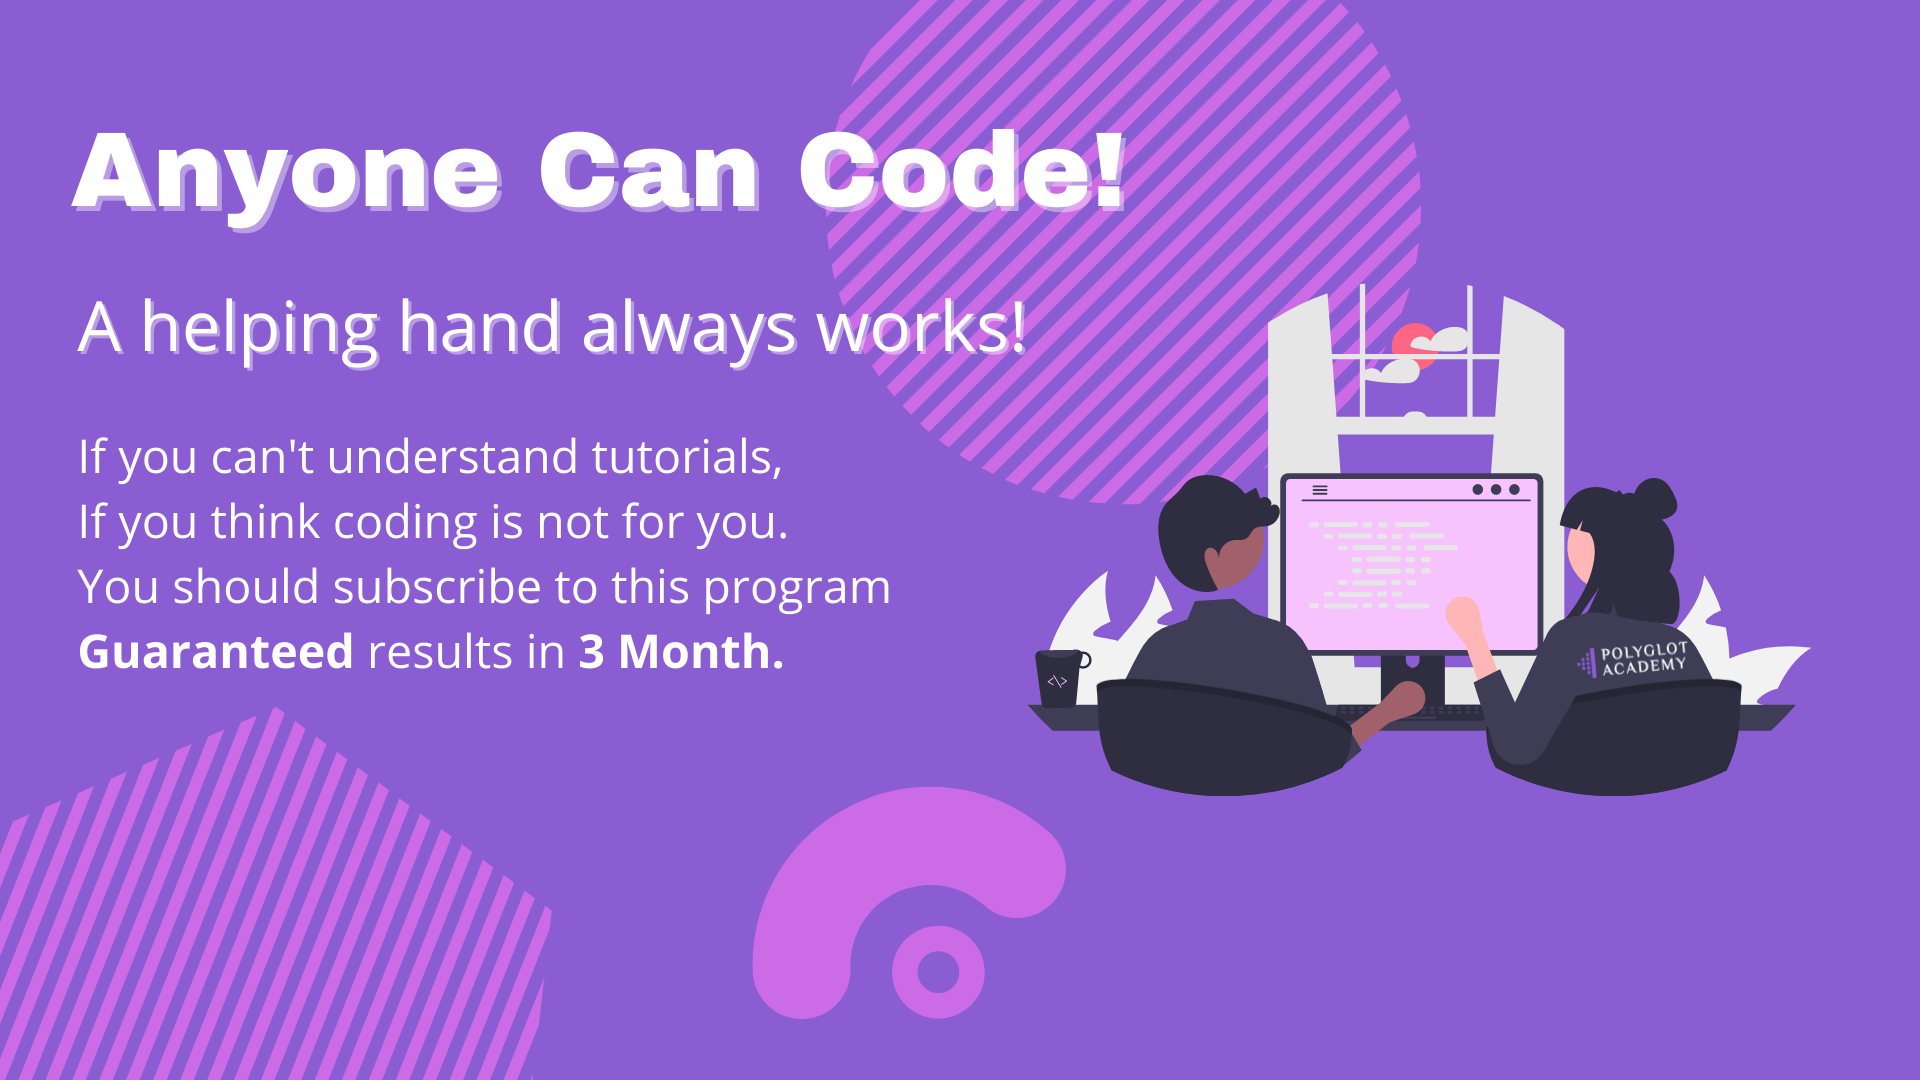 Anyone Can Code!
A helping hand always works!
If you can't understand tutorials,
If you think coding is not for you.
You should subscribe to this program
Guaranteed results in 3 Month.
<\>
POLYGLOT
ACADEMY